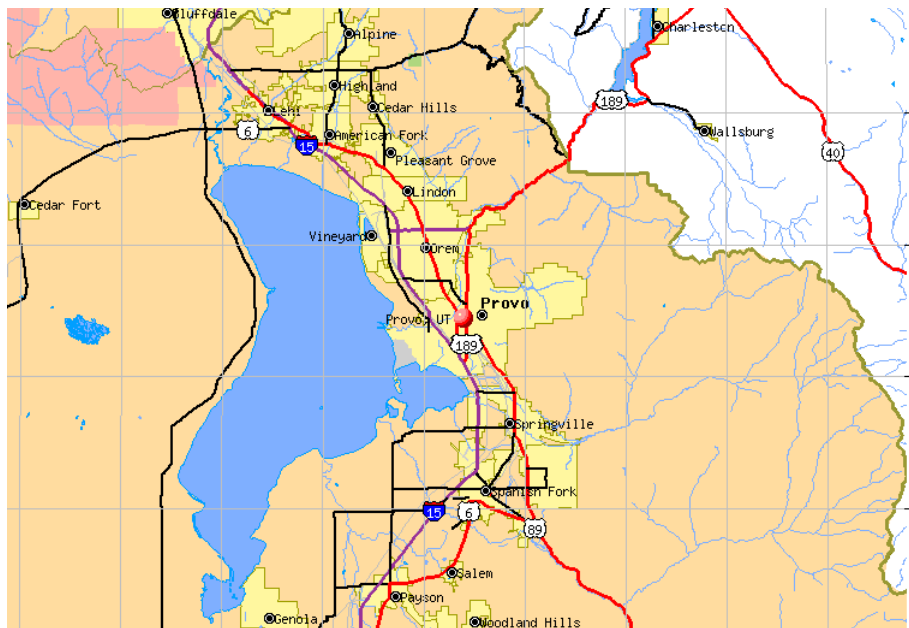 Bluffdale
Charleston
Alpine
Highland
189
Lehi
Cedar Hills
6
American Fork
Wallsburg
15
Pleasant Grove
40
Lindon
Cedar Fort
Vineyard
Orem
Provo
Provo, UT
189
Springville
Spanish Fork
15
6
89
Salem
Payson
Genola
Woodland Hills